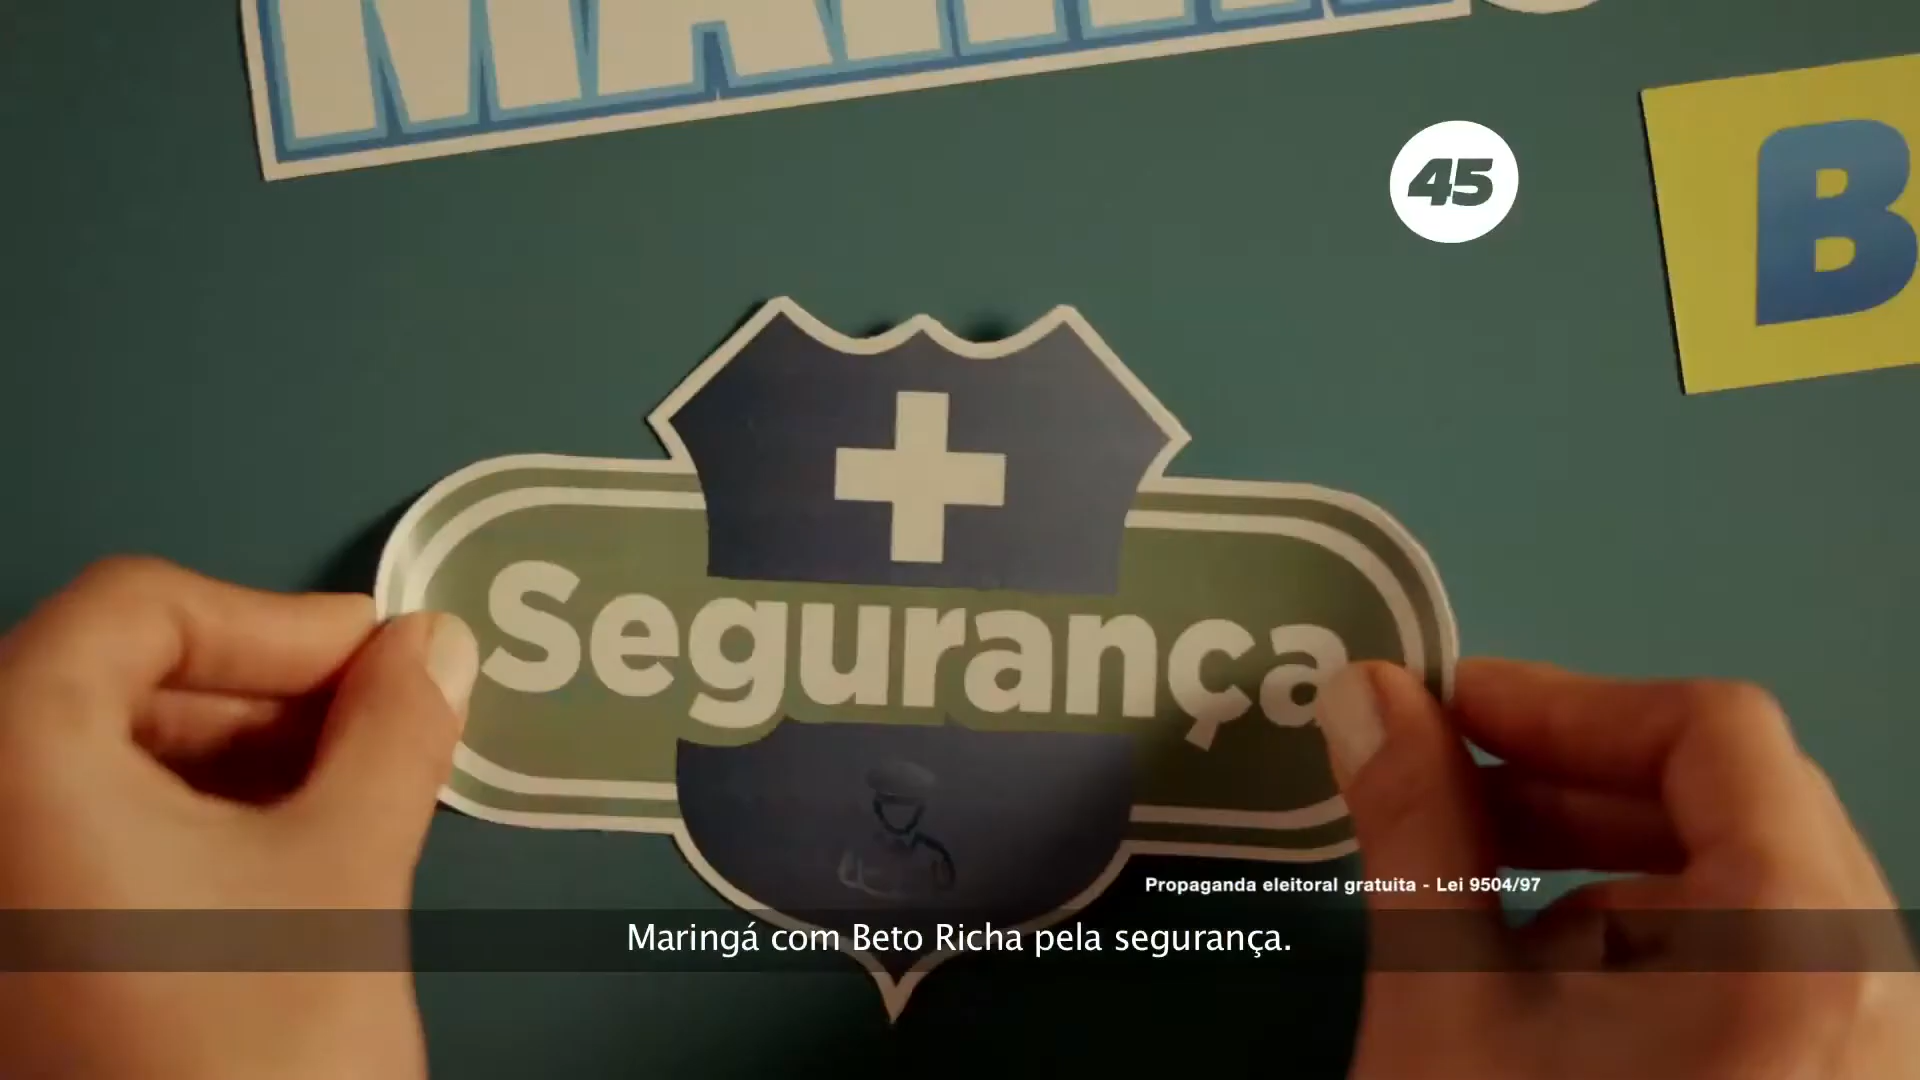 45
B
Segurança
Propaganda eleitoral gratuita - Lei 9504/97
Maringá com Beto Richa pela segurança.